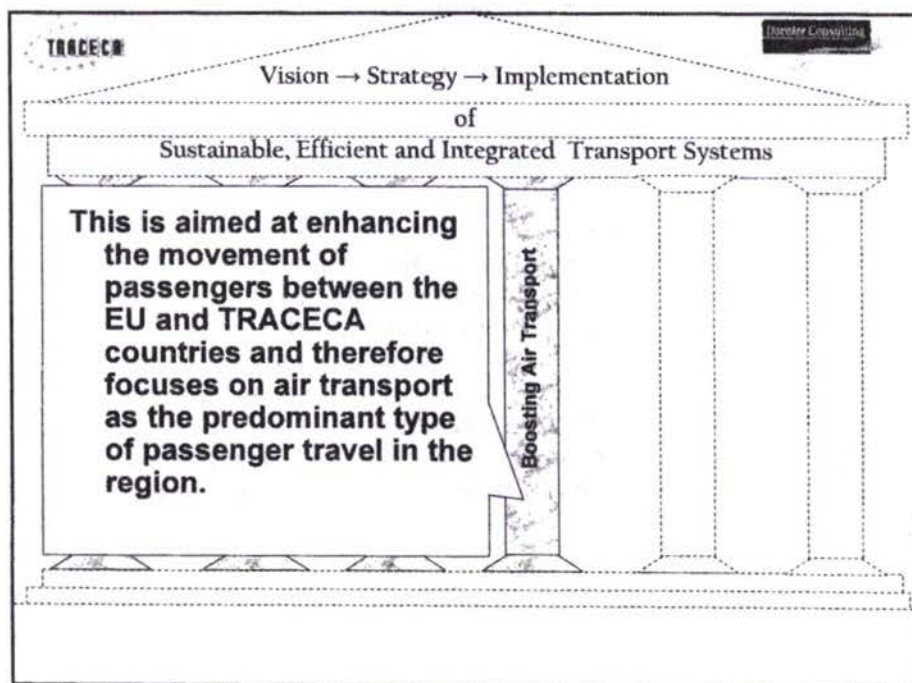 TRACECA
Dornier Consulting
Vision → Strategy → Implementation
of
Sustainable, Efficient and Integrated Transport Systems
This is aimed at enhancing
the movement of
passengers between the
EU and TRACECA
countries and therefore
focuses on air transport
as the predominant type
of passenger travel in the
region.
Boosting Air Transport